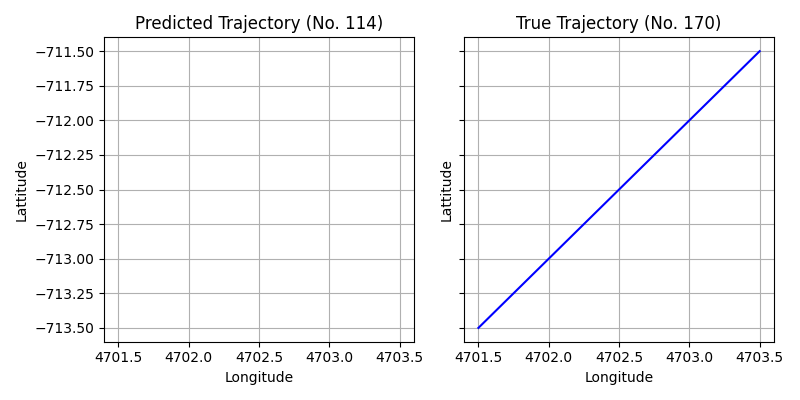 Predicted Trajectory (No. 114)
True Trajectory (No. 170)
Lattitude
−711.50
−711.75
−712.00
−712.25
−712.50
−712.75
−713.00
−713.25
−713.50
4701.5 4702.0 4702.5 4703.0 4703.5
Longitude
Lattitude
4701.5 4702.0 4702.5 4703.0 4703.5
Longitude